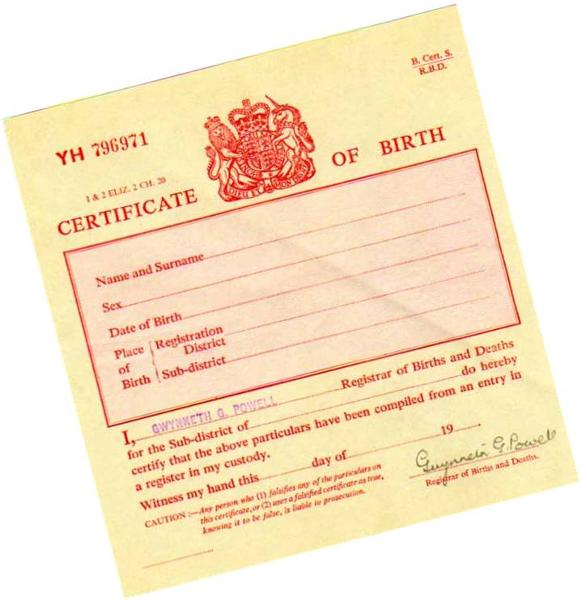 B. Cert. S.
R.B.D.
YH 796971
1 & 2 ELIZ. 2 CH. 20
CERTIFICATE OF BIRTH
Name and Surname
Sex
Date of Birth
Place of Birth
Registration District
Sub-district
I, GWYNNETH G. POWELL Registrar of Births and Deaths
for the Sub-district of do hereby
certify that the above particulars have been compiled from an entry in
a register in my custody.
Witness my hand this day of 19
Gwynneth G. Powell
Registrar of Births and Deaths.
CAUTION :—Any person who (1) falsifies any of the particulars on
this certificate, or (2) uses a falsified certificate as true,
knowing it to be false, is liable to prosecution.